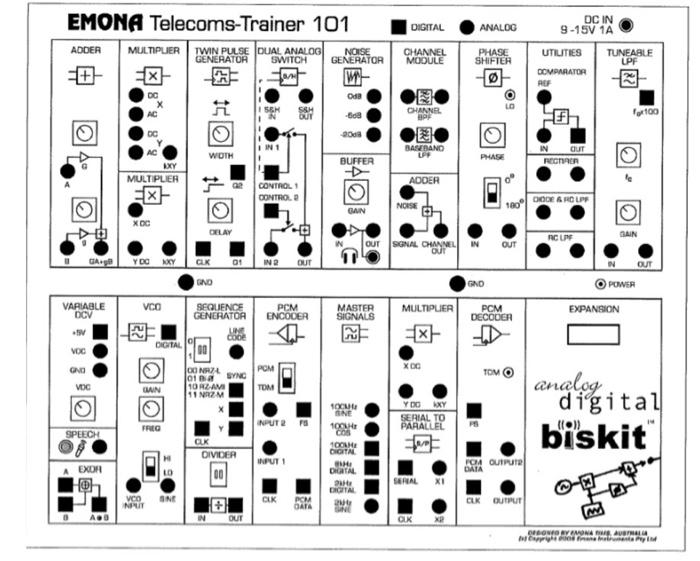 EMONA Telecoms-Trainer 101
DIGITAL
ANALOG
DC IN
9 -15V 1A
ADDER
G
A
g
B
GA+gB
MULTIPLIER
DC
X
AC
DC
Y
AC
kXY
MULTIPLIER
X DC
Y DC
kXY
TWIN PULSE
GENERATOR
WIDTH
Q2
DELAY
CLK
Q1
DUAL ANALOG
SWITCH
S/H
S&H
IN
S&H
OUT
IN 1
CONTROL 1
CONTROL 2
IN 2
OUT
NOISE
GENERATOR
0dB
-6dB
-20dB
BUFFER
GAIN
IN
OUT
CHANNEL
MODULE
CHANNEL
BPF
BASEBAND
LPF
ADDER
NOISE
SIGNAL
CHANNEL
OUT
PHASE
SHIFTER
Ø
LO
PHASE
0°
180°
IN
OUT
UTILITIES
COMPARATOR
REF
IN
OUT
RECTIFIER
DIODE & RC LPF
RC LPF
TUNEABLE
LPF
fcx100
fc
GAIN
IN
OUT
GND
GND
POWER
VARIABLE
DCV
+5V
VDC
GND
VDC
SPEECH
EXOR
A
B
A⊕B
VCO
DIGITAL
GAIN
FREQ
HI
LO
VCO
INPUT
SINE
SEQUENCE
GENERATOR
LINE
CODE
0
1
00 NRZ-L
01 Bi-Ø
10 RZ-AMI
11 NRZ-M
SYNC
X
Y
CLK
DIVIDER
IN
OUT
PCM
ENCODER
PCM
TDM
INPUT 2
FS
INPUT 1
CLK
PCM
DATA
MASTER
SIGNALS
100kHz
SINE
100kHz
COS
100kHz
DIGITAL
8kHz
DIGITAL
2kHz
DIGITAL
2kHz
SINE
MULTIPLIER
X DC
Y DC
kXY
SERIAL TO
PARALLEL
S/P
SERIAL
X1
CLK
X2
PCM
DECODER
TDM
FS
PCM
DATA
OUTPUT2
CLK
OUTPUT
EXPANSION
analog
digital
biskit
TM
DESIGNED BY EMONA TIMS, AUSTRALIA
(c) Copyright 2008 Emona Instruments Pty Ltd